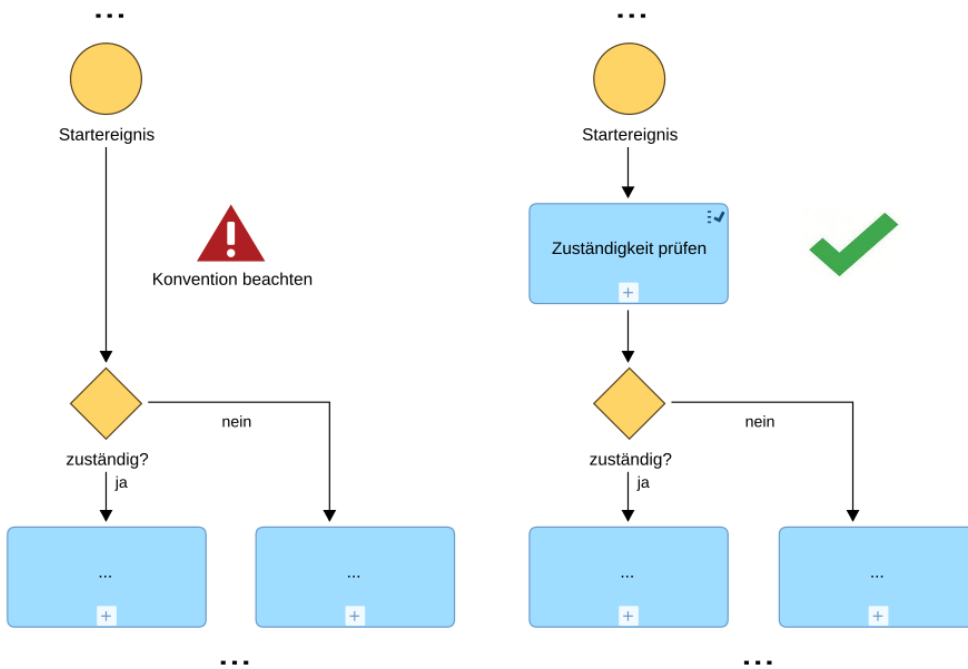 ...
...
Startereignis
Startereignis
Zuständigkeit prüfen
Konvention beachten
nein
nein
zuständig?
zuständig?
ja
ja
...
...
...
...
...
...